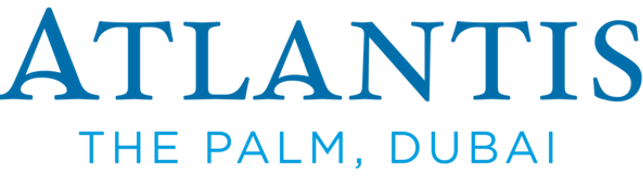 ATLANTIS
THE PALM, DUBAI